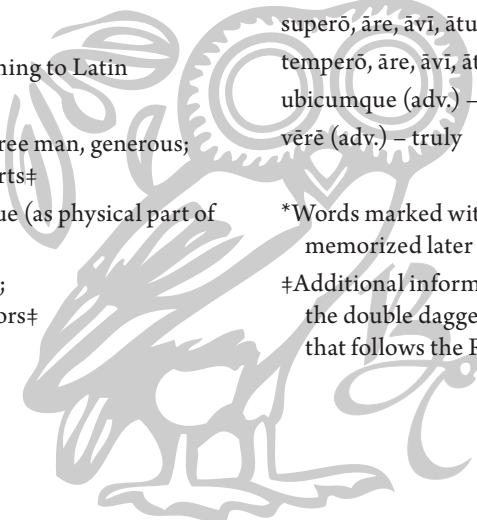 ning to Latin
ree man, generous;
rts‡
ue (as physical part of
;
ors‡
superō, āre, āvī, ātu
temperō, āre, āvī, āt
ubicumque (adv.) –
vērē (adv.) – truly
*Words marked wit
memorized later
‡Additional inform
the double dagge
that follows the R